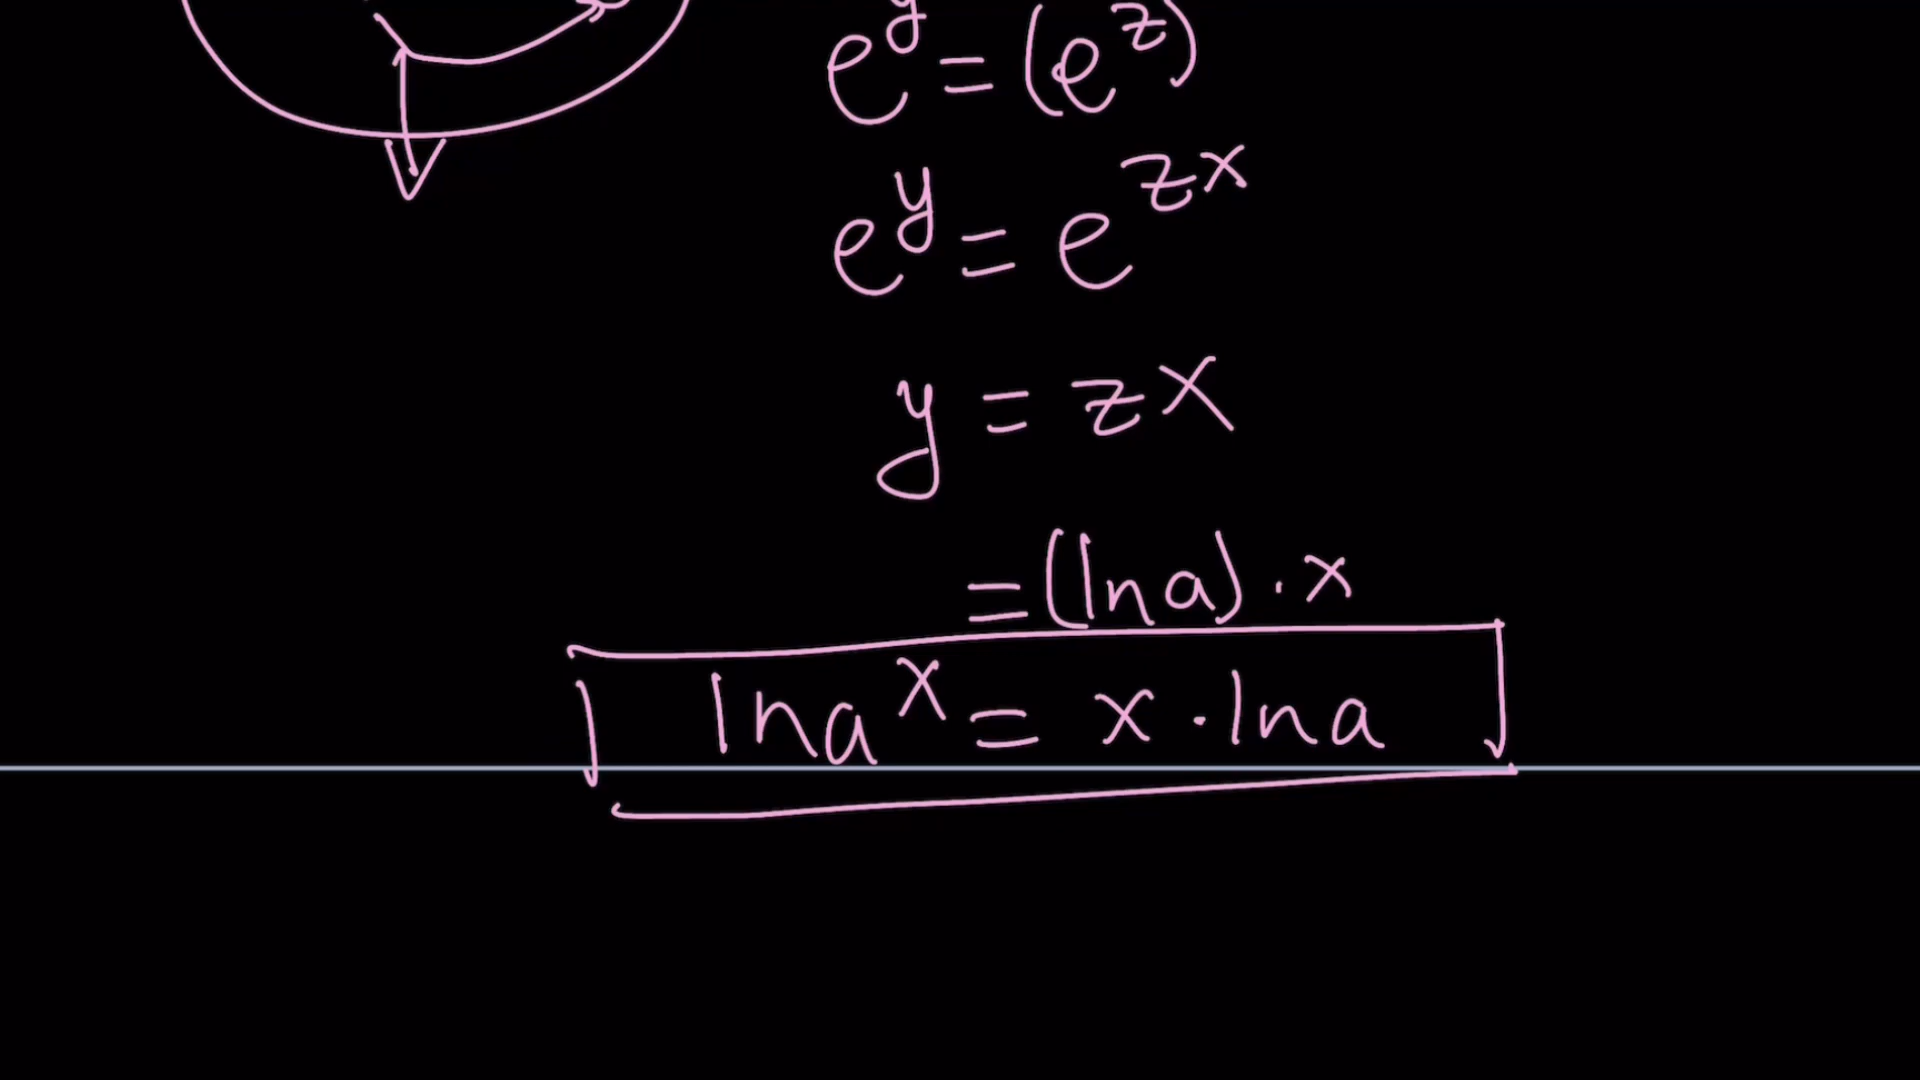 e^y = (e^z)
e^y = e^{zx}
y = zx
= (ln a) · x
ln a^x = x · ln a